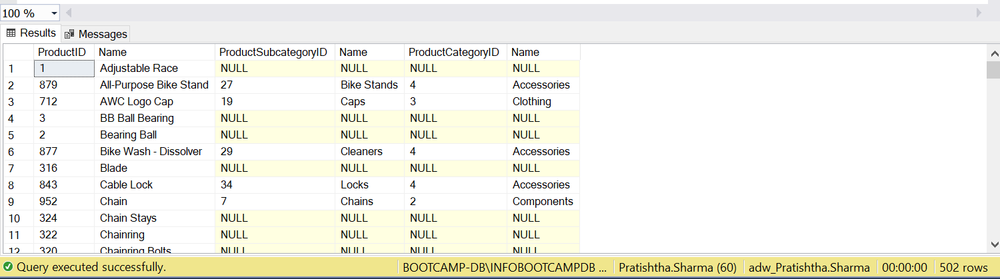 100 %
Results Messages
ProductID Name ProductSubcategoryID Name ProductCategoryID Name
1 1 Adjustable Race NULL NULL NULL NULL
2 879 All-Purpose Bike Stand 27 Bike Stands 4 Accessories
3 712 AWC Logo Cap 19 Caps 3 Clothing
4 3 BB Ball Bearing NULL NULL NULL NULL
5 2 Bearing Ball NULL NULL NULL NULL
6 877 Bike Wash - Dissolver 29 Cleaners 4 Accessories
7 316 Blade NULL NULL NULL NULL
8 843 Cable Lock 34 Locks 4 Accessories
9 952 Chain 7 Chains 2 Components
10 324 Chain Stays NULL NULL NULL NULL
11 322 Chainring NULL NULL NULL NULL
12 320 Chainring Bolts NULL NULL NULL NULL
Query executed successfully. BOOTCAMP-DB\INFOBOOTCAMPDB ... Pratishtha.Sharma (60) adw_Pratishtha.Sharma 00:00:00 502 rows